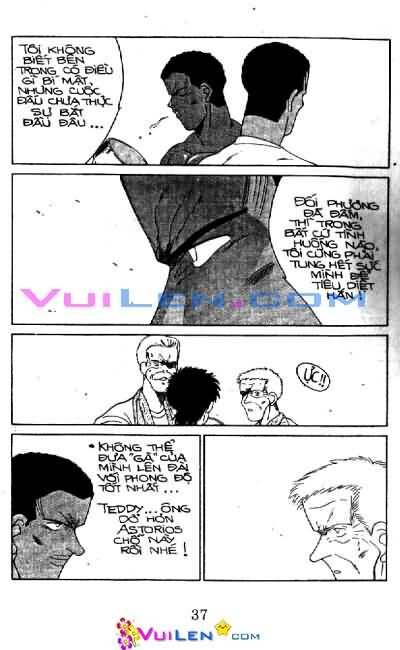 TÔI KHÔNG
BIẾT BÊN
TRONG CÓ ĐIỀU
GÌ BÍ MẬT,
NHƯNG CUỘC
ĐẤU CHƯA THỰC
SỰ BẮT
ĐẦU ĐÂU...
ĐỐI PHƯƠNG
ĐÃ ĐẤM,
THÌ TRONG
BẤT CỨ TÌNH
HUỐNG NÀO,
TÔI CŨNG PHẢI
TUNG HẾT SỨC
MÌNH ĐỂ
TIÊU DIỆT
HẮN
VUILEN.COM
ỰC!!
• KHÔNG THỂ
ĐƯA "GÀ" CỦA
MÌNH LÊN ĐÀI
VỚI PHONG ĐỘ
TỐT NHẤT...
TEDDY... ÔNG
DỞ HƠN
ASTORIOS
CHỖ NÀY
RỒI NHÉ!
37
VUILEN
.COM